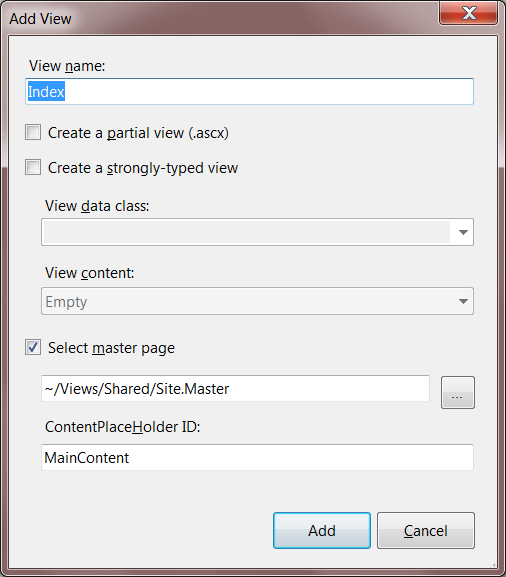 Add View
View name:
Index
Create a partial view (.ascx)
Create a strongly-typed view
View data class:
View content:
Empty
Select master page
~/Views/Shared/Site.Master
...
ContentPlaceHolder ID:
MainContent
Add
Cancel